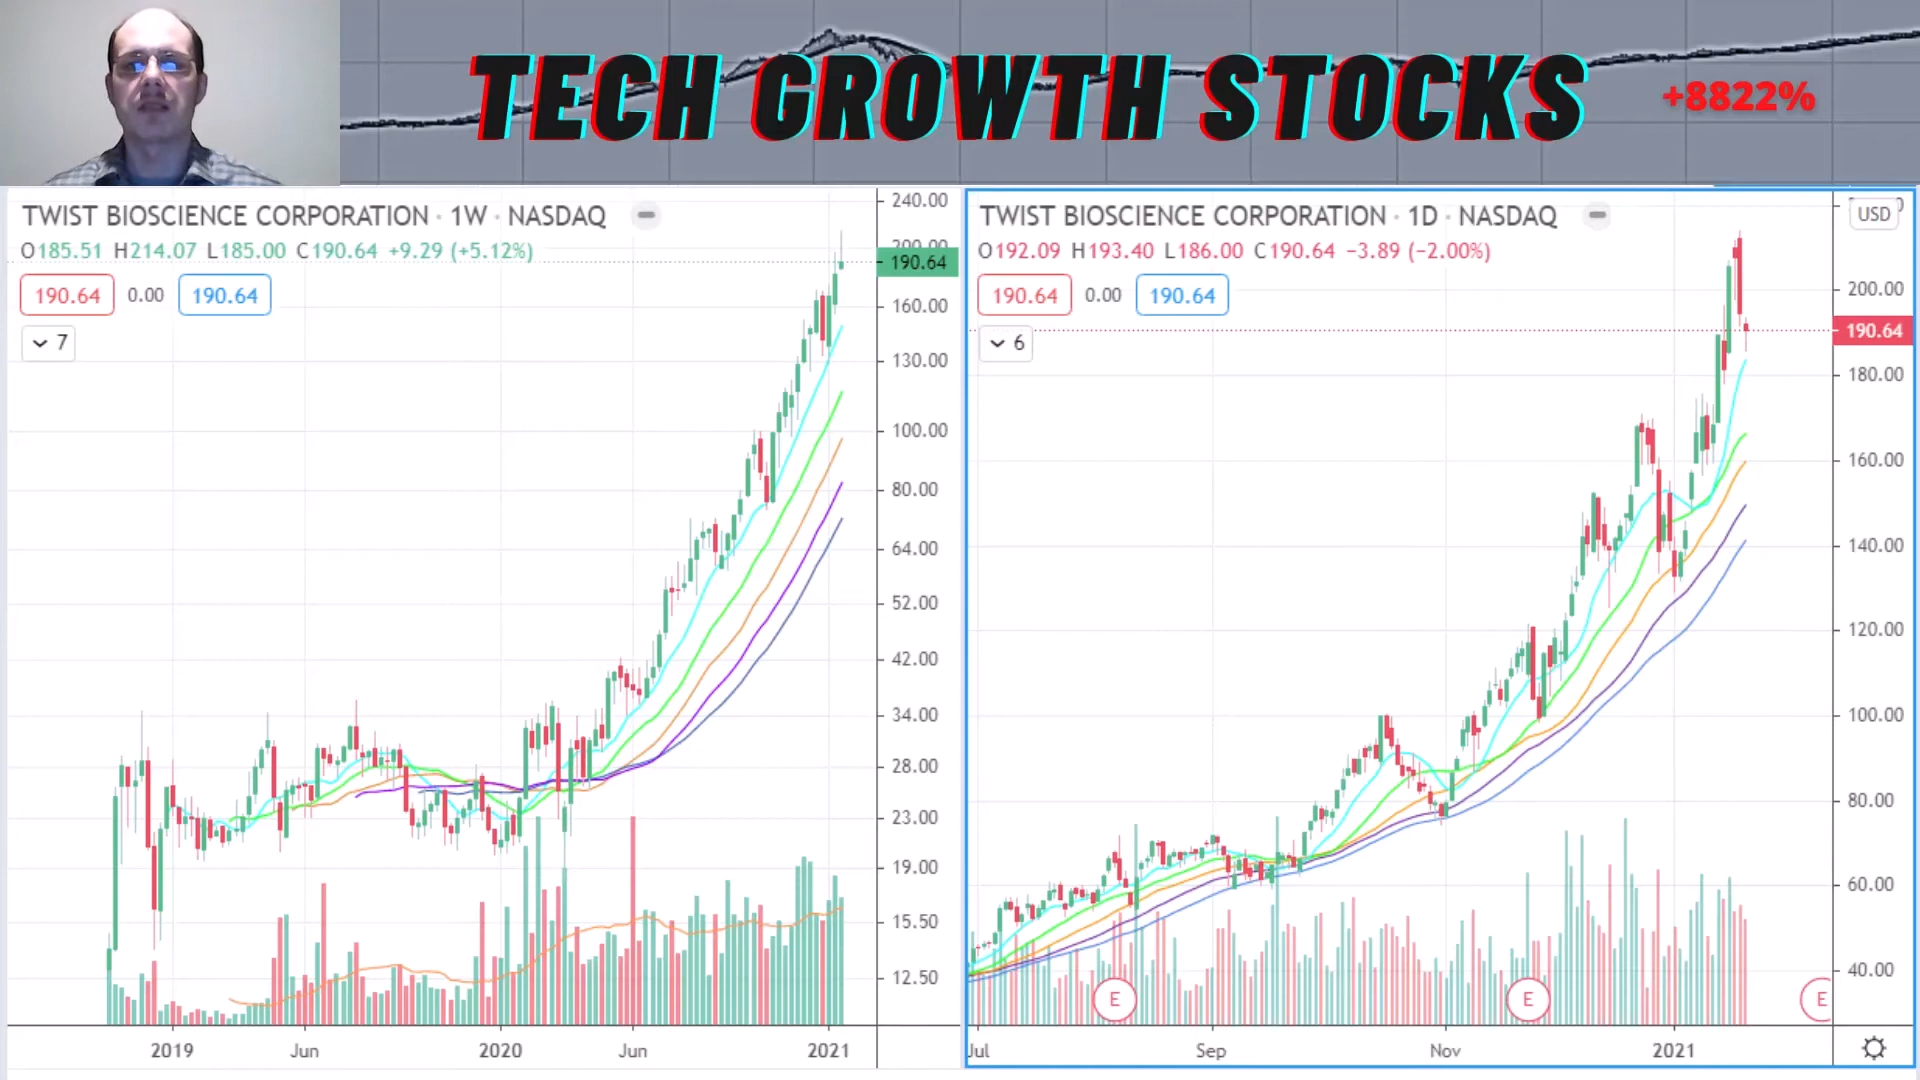 TECH GROWTH STOCKS
+8822%
TWIST BIOSCIENCE CORPORATION · 1W · NASDAQ
O185.51 H214.07 L185.00 C190.64 +9.29 (+5.12%)
190.64 0.00 190.64
7
240.00
200.00
190.64
160.00
130.00
100.00
80.00
64.00
52.00
42.00
34.00
28.00
23.00
19.00
15.50
12.50
2019 Jun 2020 Jun 2021
TWIST BIOSCIENCE CORPORATION · 1D · NASDAQ
USD
O192.09 H193.40 L186.00 C190.64 −3.89 (−2.00%)
190.64 0.00 190.64
6
200.00
190.64
180.00
160.00
140.00
120.00
100.00
80.00
60.00
40.00
E E E
Jul Sep Nov 2021